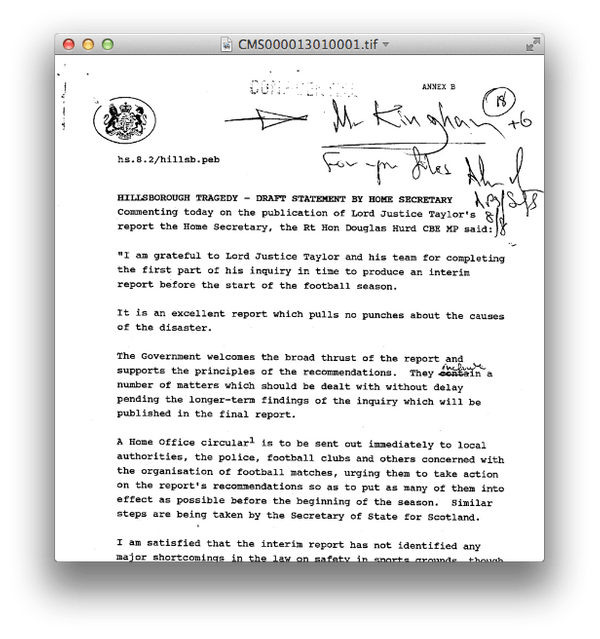 CMS000013010001.tif
CONFIDENTIAL
ANNEX B
18
Mr Kingham +6
For files
8/8
hs.8.2/hillsb.peb
HILLSBOROUGH TRAGEDY - DRAFT STATEMENT BY HOME SECRETARY
Commenting today on the publication of Lord Justice Taylor's
report the Home Secretary, the Rt Hon Douglas Hurd CBE MP said:
"I am grateful to Lord Justice Taylor and his team for completing
the first part of his inquiry in time to produce an interim
report before the start of the football season.
It is an excellent report which pulls no punches about the causes
of the disaster.
The Government welcomes the broad thrust of the report and
include
supports the principles of the recommendations. They contain a
number of matters which should be dealt with without delay
pending the longer-term findings of the inquiry which will be
published in the final report.
A Home Office circular1 is to be sent out immediately to local
authorities, the police, football clubs and others concerned with
the organisation of football matches, urging them to take action
on the report's recommendations so as to put as many of them into
effect as possible before the beginning of the season. Similar
steps are being taken by the Secretary of State for Scotland.
I am satisfied that the interim report has not identified any
major shortcomings in the law on safety in sports grounds, though